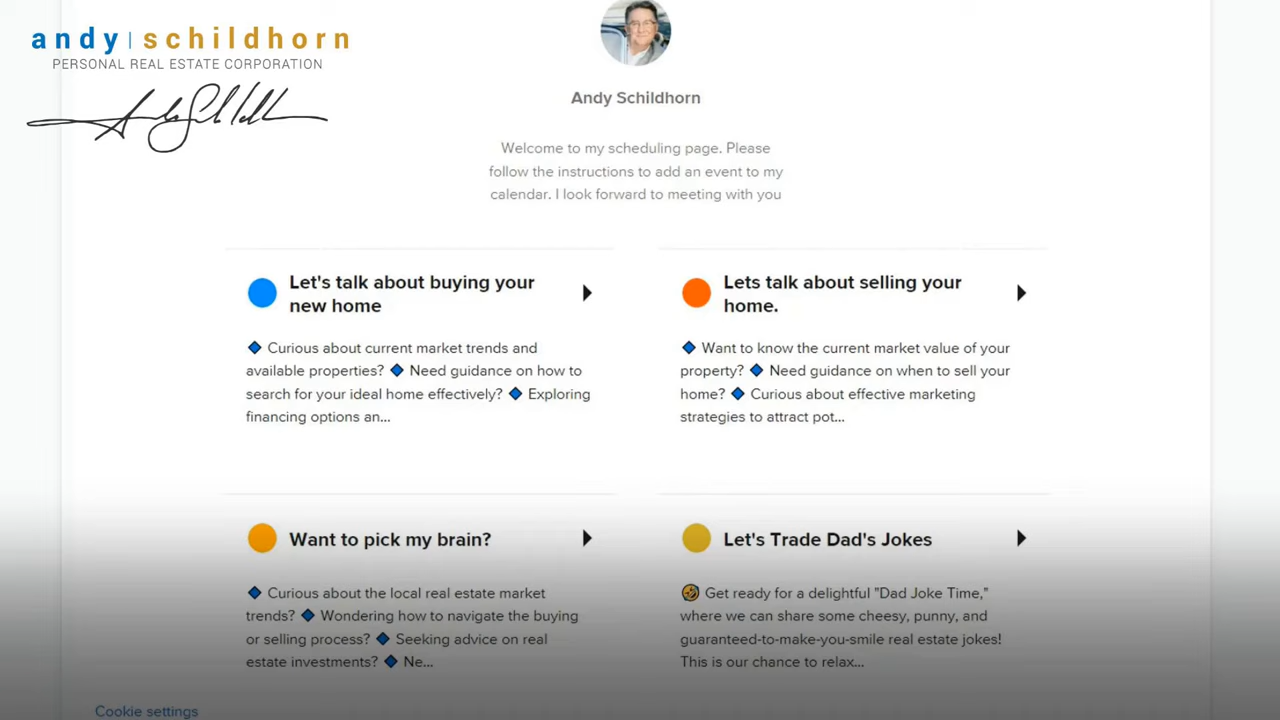 andy schildhorn
PERSONAL REAL ESTATE CORPORATION
Andy Schildhorn
Welcome to my scheduling page. Please
follow the instructions to add an event to my
calendar. I look forward to meeting with you
Let's talk about buying your
new home
Curious about current market trends and
available properties? Need guidance on how to
search for your ideal home effectively? Exploring
financing options an...
Lets talk about selling your
home.
Want to know the current market value of your
property? Need guidance on when to sell your
home? Curious about effective marketing
strategies to attract pot...
Want to pick my brain?
Curious about the local real estate market
trends? Wondering how to navigate the buying
or selling process? Seeking advice on real
estate investments? Ne...
Let's Trade Dad's Jokes
🤣 Get ready for a delightful "Dad Joke Time,"
where we can share some cheesy, punny, and
guaranteed-to-make-you-smile real estate jokes!
This is our chance to relax...
Cookie settings